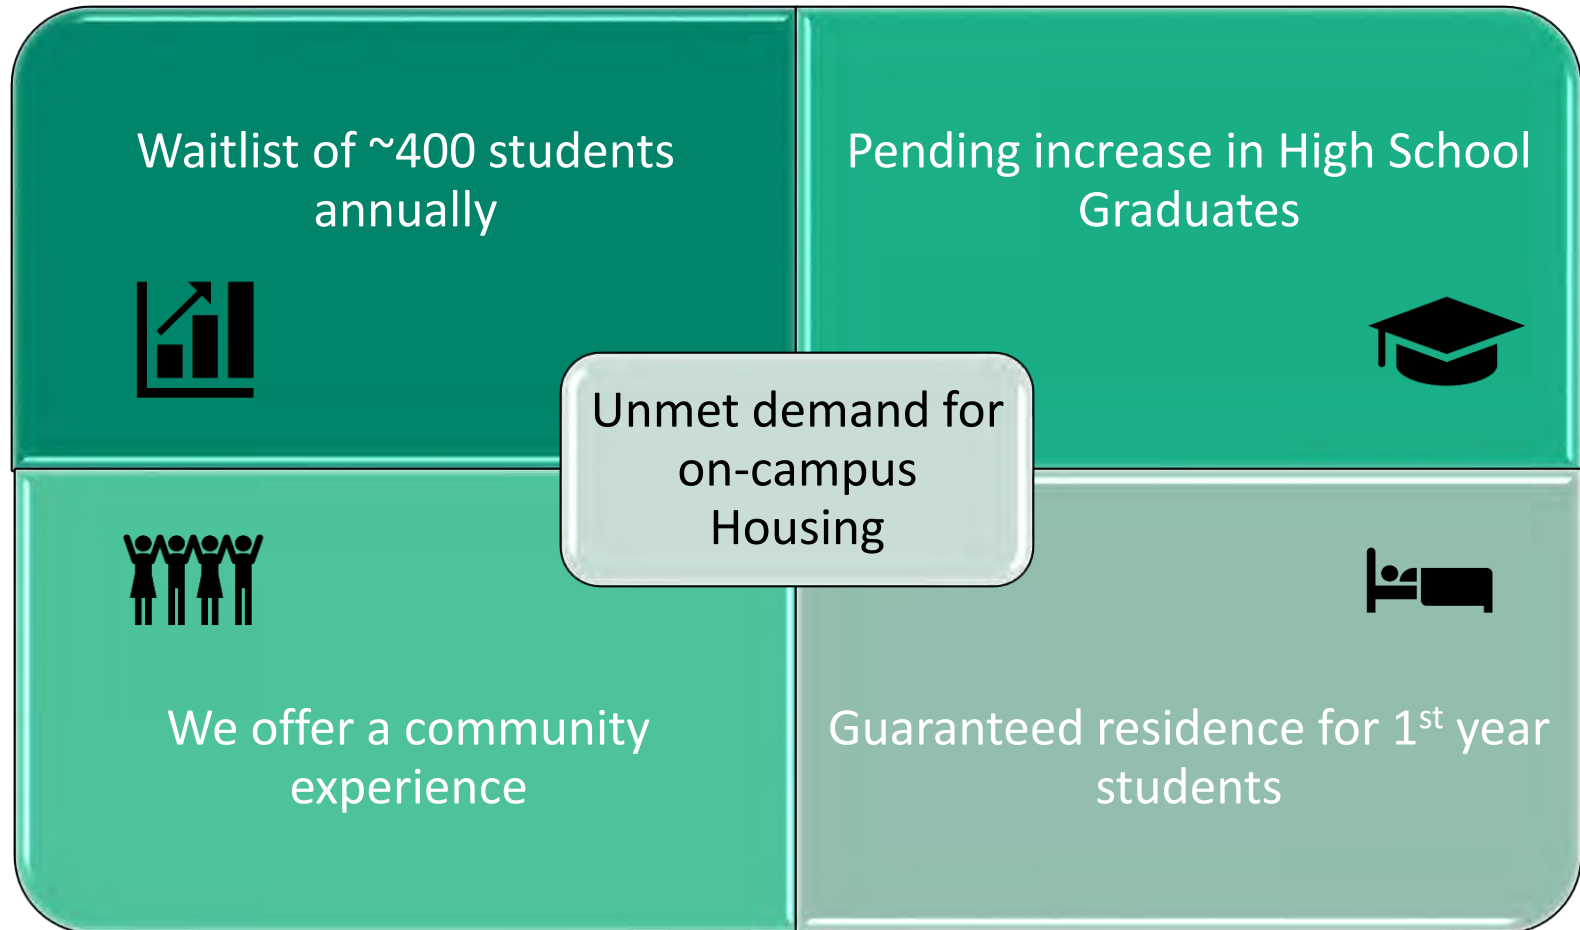 Waitlist of ~400 students
annually
Pending increase in High School
Graduates
Unmet demand for
on-campus
Housing
We offer a community
experience
Guaranteed residence for 1st year
students